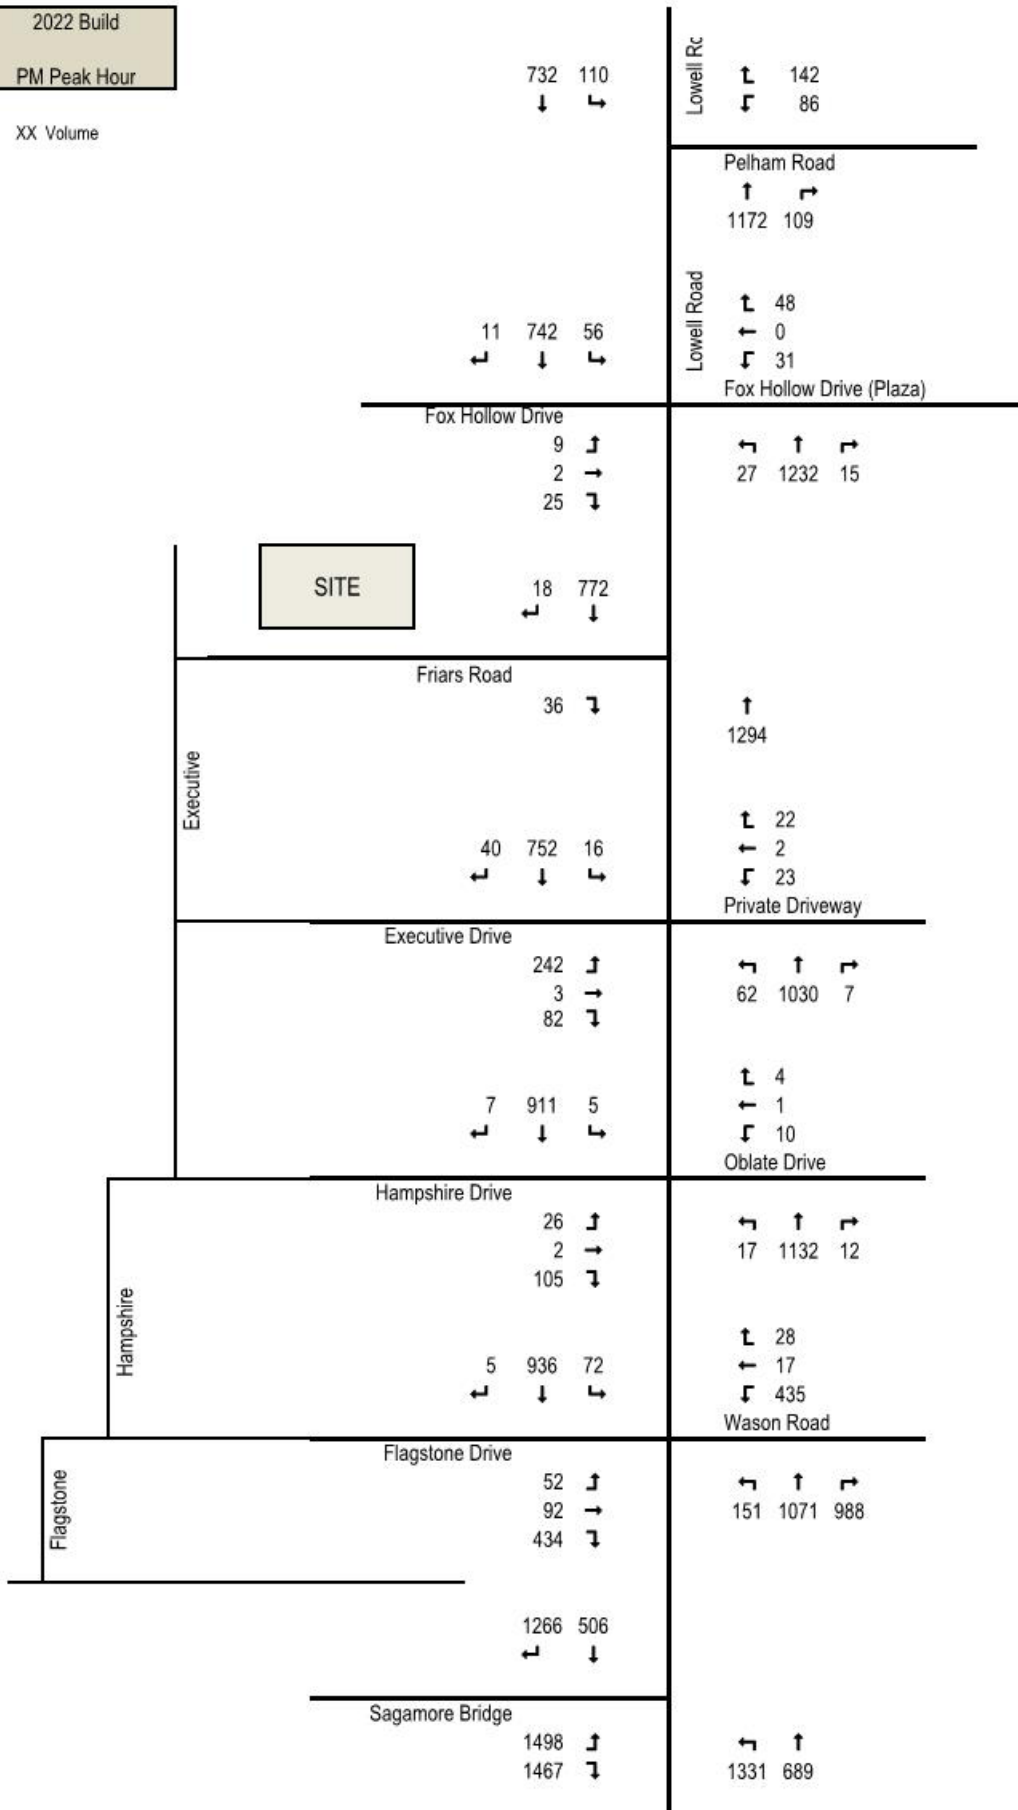 2022 Build
PM Peak Hour
XX Volume
732 110
Lowell Rc
142
86
Pelham Road
1172 109
Lowell Road
48
0
31
11 742 56
Fox Hollow Drive (Plaza)
Fox Hollow Drive
9
2
25
27 1232 15
SITE
18 772
Friars Road
36
1294
Executive
22
2
23
40 752 16
Private Driveway
Executive Drive
242
3
82
62 1030 7
4
1
10
7 911 5
Oblate Drive
Hampshire Drive
26
2
105
17 1132 12
Hampshire
28
17
435
5 936 72
Wason Road
Flagstone Drive
52
92
434
151 1071 988
Flagstone
1266 506
Sagamore Bridge
1498
1467
1331 689